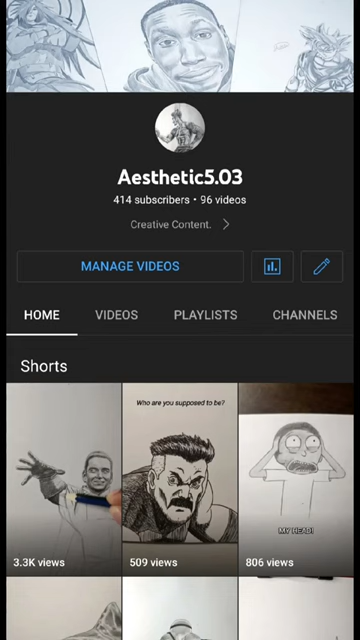 Aesthetic5.03
414 subscribers • 96 videos
Creative Content.
MANAGE VIDEOS
HOME VIDEOS PLAYLISTS CHANNELS
Shorts
Who are you supposed to be?
MY HEAD!
3.3K views 509 views 806 views